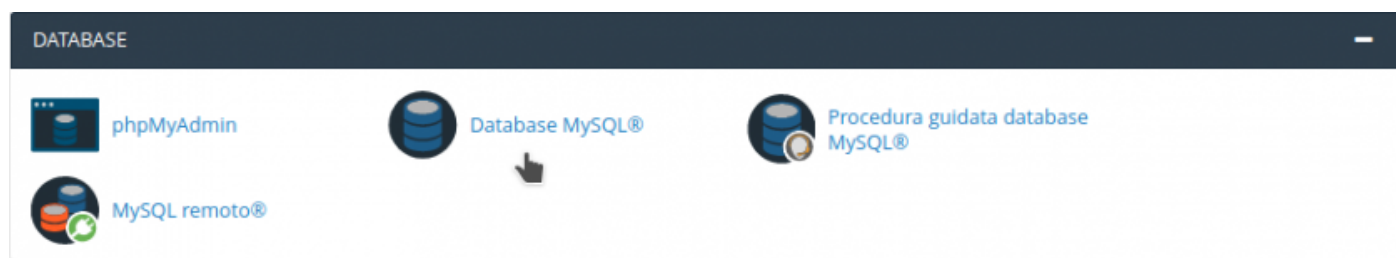 DATABASE
phpMyAdmin
Database MySQL®
Procedura guidata database
MySQL®
MySQL remoto®